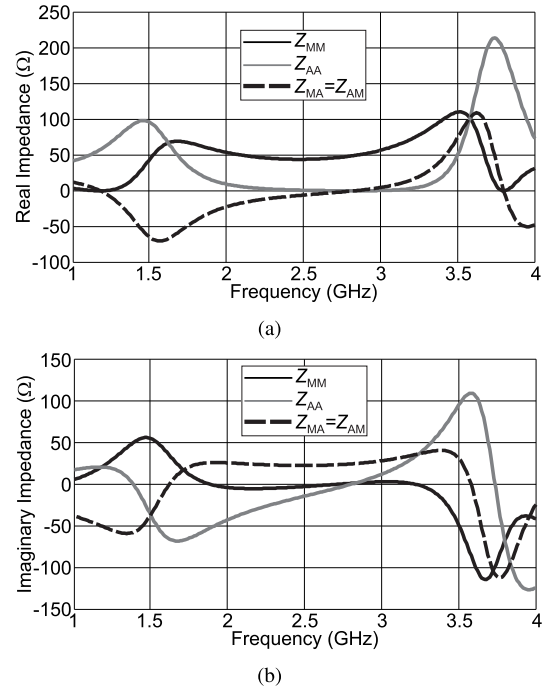 250
200
150
100
50
0
-50
-100
Real Impedance (Ω)
Z_MM
Z_AA
Z_MA=Z_AM
1 1.5 2 2.5 3 3.5 4
Frequency (GHz)
(a)
150
100
50
0
-50
-100
-150
Imaginary Impedance (Ω)
Z_MM
Z_AA
Z_MA=Z_AM
1 1.5 2 2.5 3 3.5 4
Frequency (GHz)
(b)